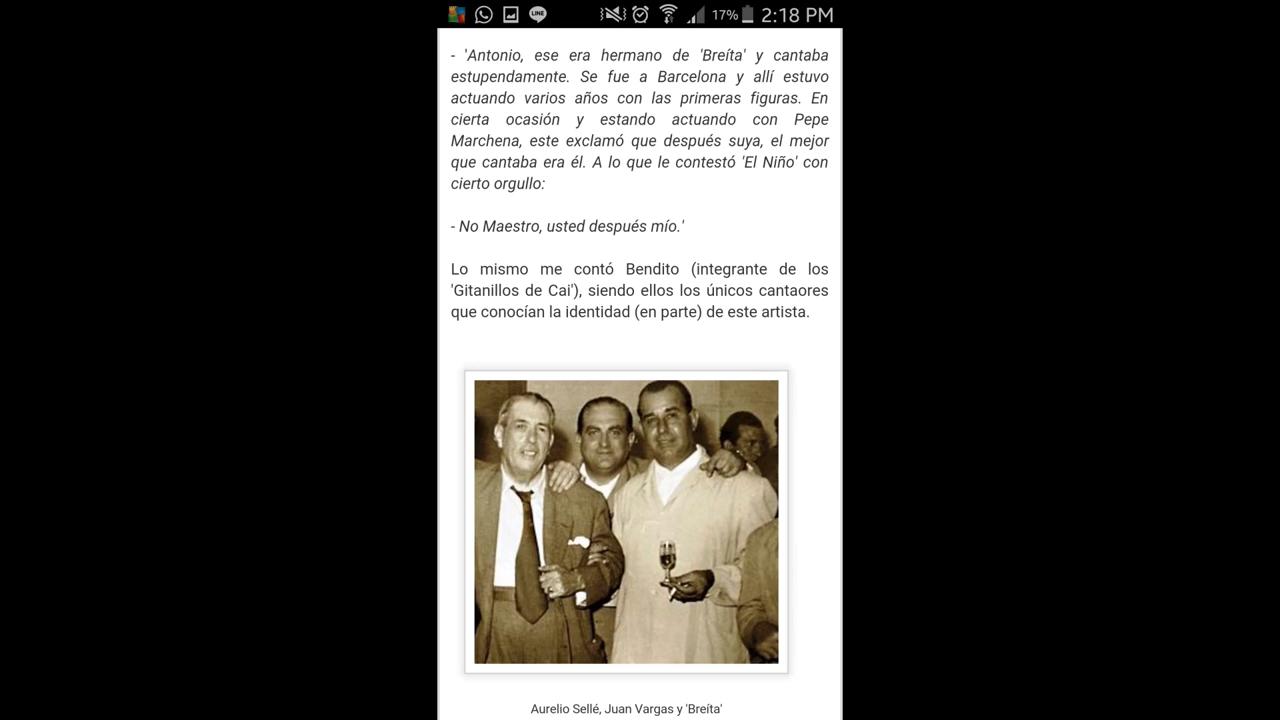 LINE
17%
2:18 PM
- 'Antonio, ese era hermano de 'Breíta' y cantaba
estupendamente. Se fue a Barcelona y allí estuvo
actuando varios años con las primeras figuras. En
cierta ocasión y estando actuando con Pepe
Marchena, este exclamó que después suya, el mejor
que cantaba era él. A lo que le contestó 'El Niño' con
cierto orgullo:
- No Maestro, usted después mío.'
Lo mismo me contó Bendito (integrante de los
'Gitanillos de Cai'), siendo ellos los únicos cantaores
que conocían la identidad (en parte) de este artista.
Aurelio Sellé, Juan Vargas y 'Breíta'